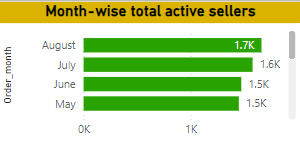 Month-wise total active sellers
Order_month
August 1.7K
July 1.6K
June 1.5K
May 1.5K
0K 1K